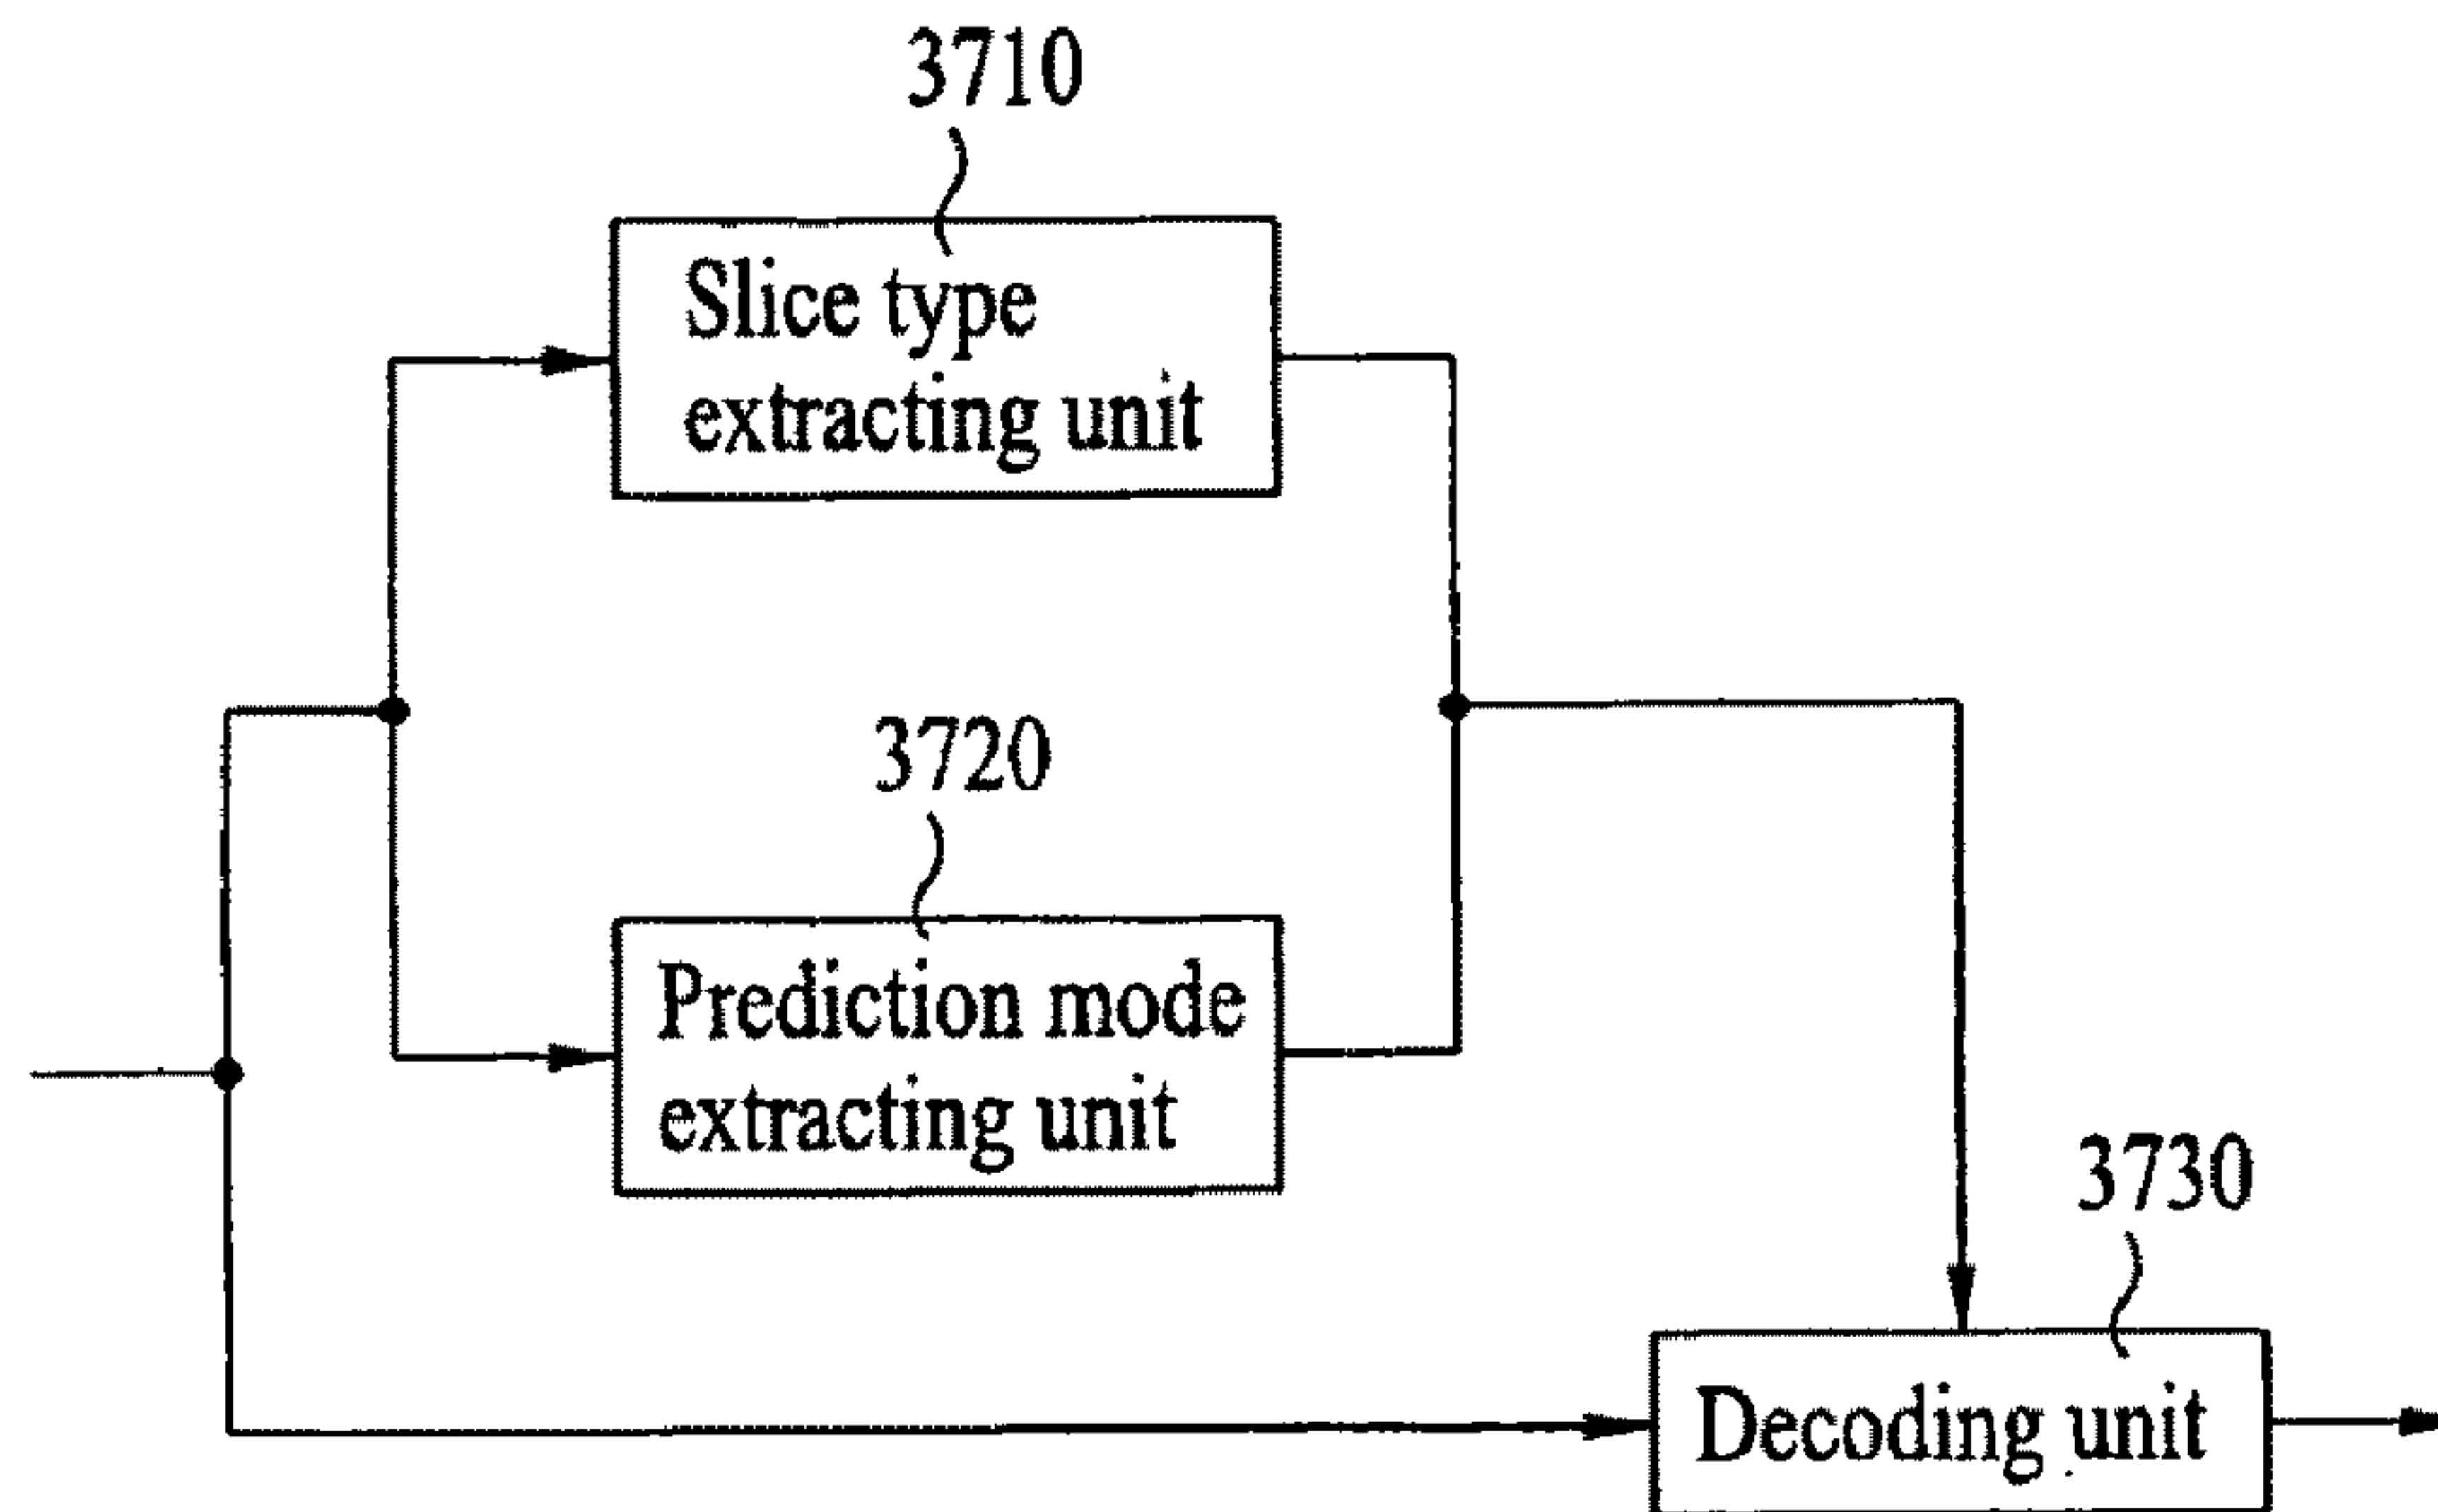 3710
Slice type
extracting unit
3720
Prediction mode
extracting unit
3730
Decoding unit